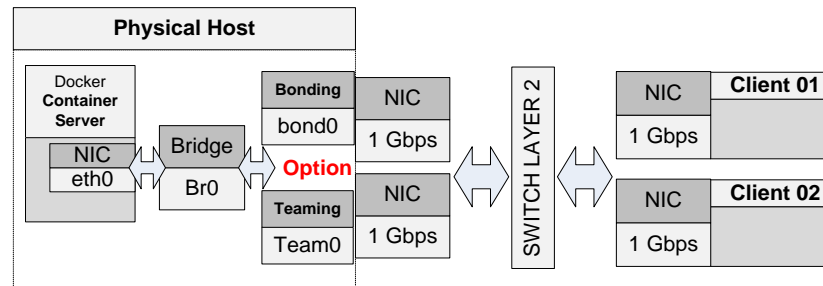 Physical Host
Docker
Container
Server
NIC
eth0
Bridge
Br0
Bonding
bond0
Option
Teaming
Team0
NIC
1 Gbps
NIC
1 Gbps
SWITCH LAYER 2
NIC
1 Gbps
Client 01
NIC
1 Gbps
Client 02